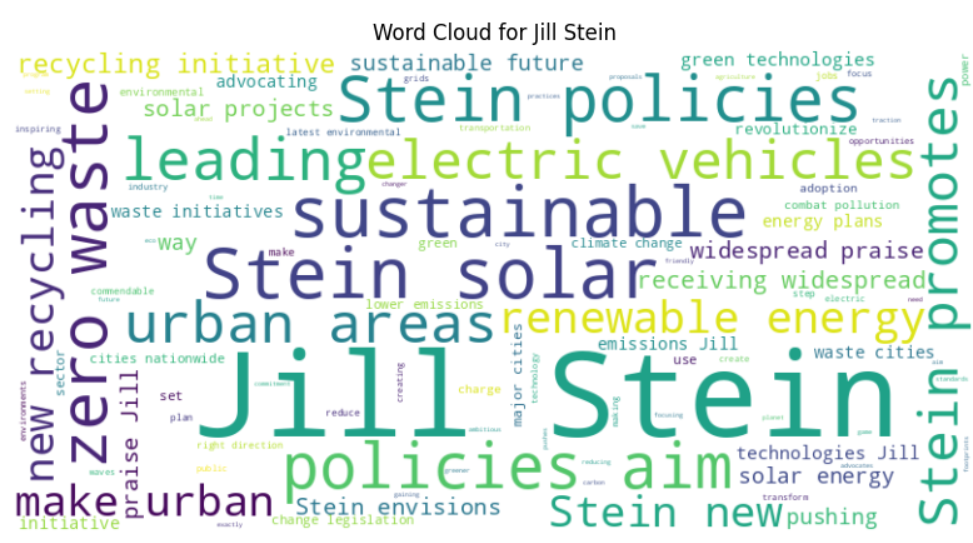 Word Cloud for Jill Stein
recycling initiative
sustainable future
green technologies
power
program
environmental
advocating
grids
Stein policies
proposals
agriculture
jobs
focus
solar projects
practices
inspiring
latest environmental
transportation
revolutionize
traction
opportunities
zero waste
new recycling
leading
electric vehicles
Stein promotes
industry
changer
time
adoption
waste initiatives
sustainable
combat pollution
energy plans
eco
way
green
city
climate change
widespread praise
make
Stein solar
friendly
receiving widespread
commendable
future
lower emissions
step
electric
need
urban areas
renewable energy
emissions Jill
sector
cities nationwide
major cities
technology
use
create
waste cities
aim
standards
environments
praise Jill
set
Jill Stein
creating
commitment
charge
making
focusing
planet
plan
reduce
ambitious
game
right direction
pushes
technologies Jill
footprints
waves
public
policies aim
greener
reducing
carbon
advocates
solar energy
make urban
gaining
Stein envisions
transform
Stein new
pushing
initiative
exactly
change legislation